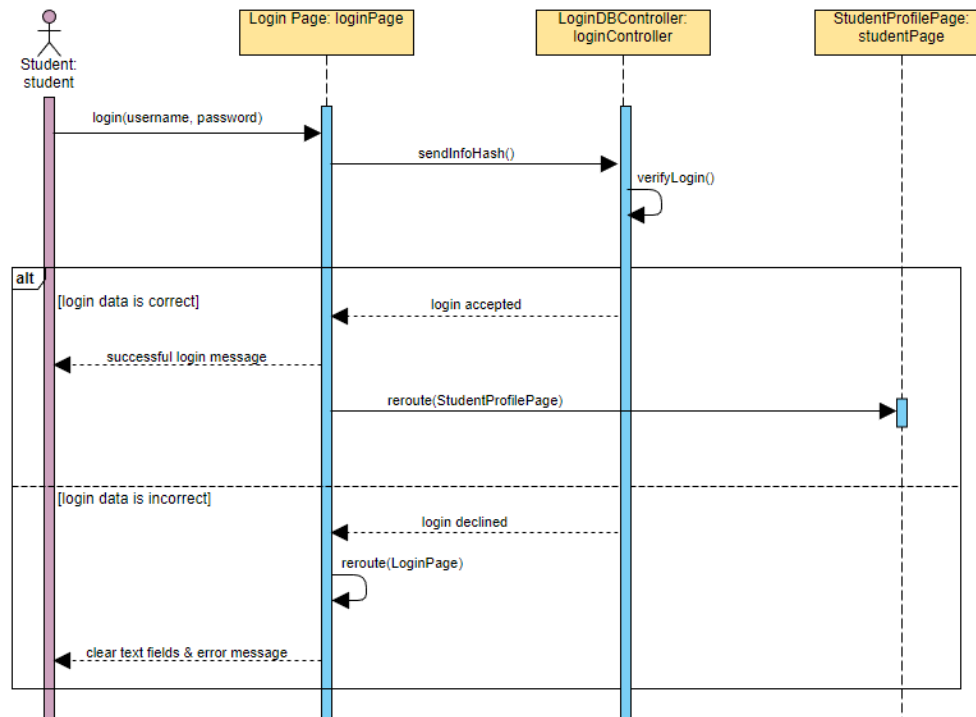 Login Page: loginPage
LoginDBController:
loginController
StudentProfilePage:
studentPage
Student:
student
login(username, password)
sendInfoHash()
verifyLogin()
alt
[login data is correct]
login accepted
successful login message
reroute(StudentProfilePage)
[login data is incorrect]
login declined
reroute(LoginPage)
clear text fields & error message